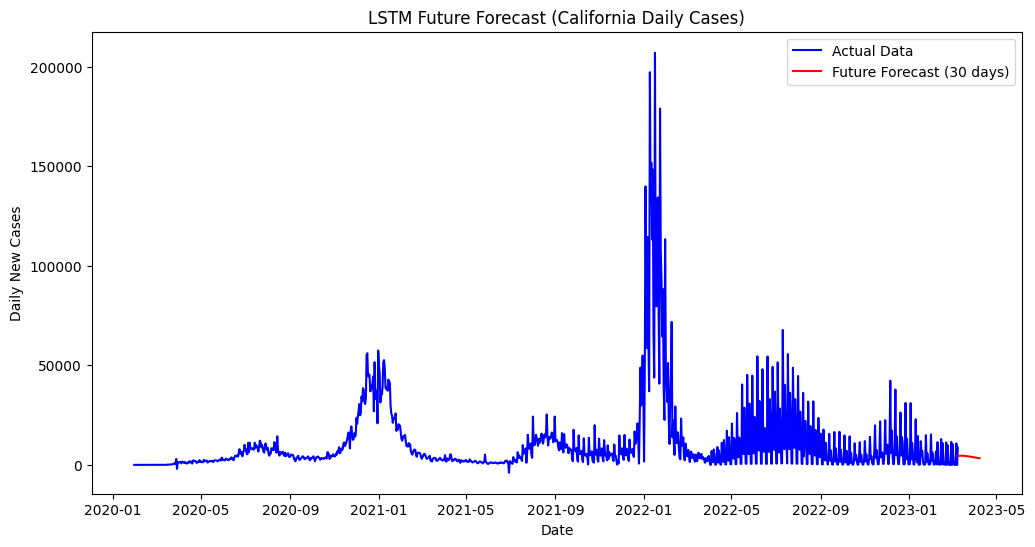 LSTM Future Forecast (California Daily Cases)
Actual Data
Future Forecast (30 days)
200000
150000
100000
50000
0
Daily New Cases
2020-01 2020-05 2020-09 2021-01 2021-05 2021-09 2022-01 2022-05 2022-09 2023-01 2023-05
Date